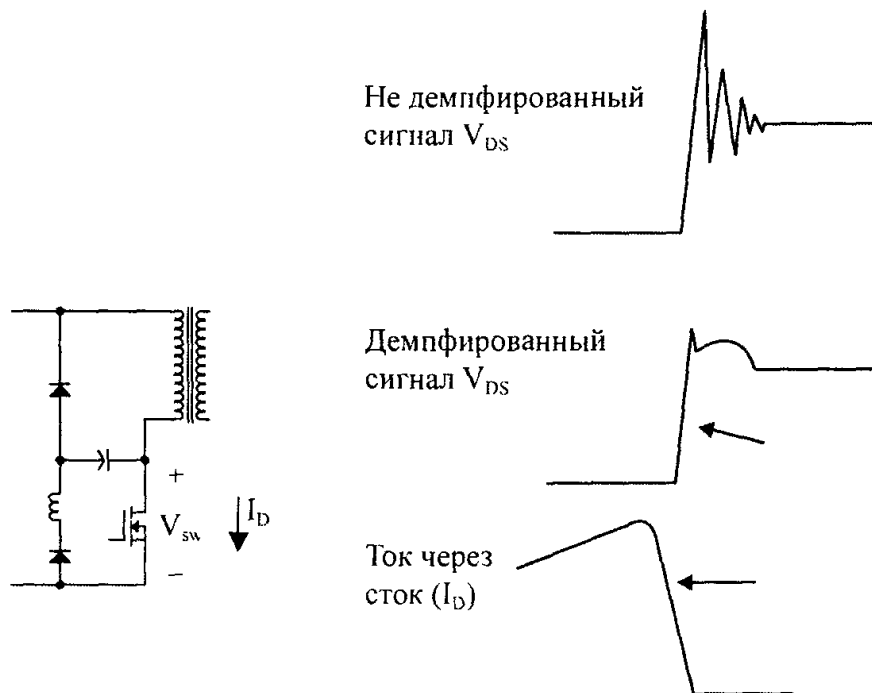 Не демпфированный
сигнал V_DS
Демпфированный
сигнал V_DS
+
V_sw
I_D
−
Ток через
сток (I_D)